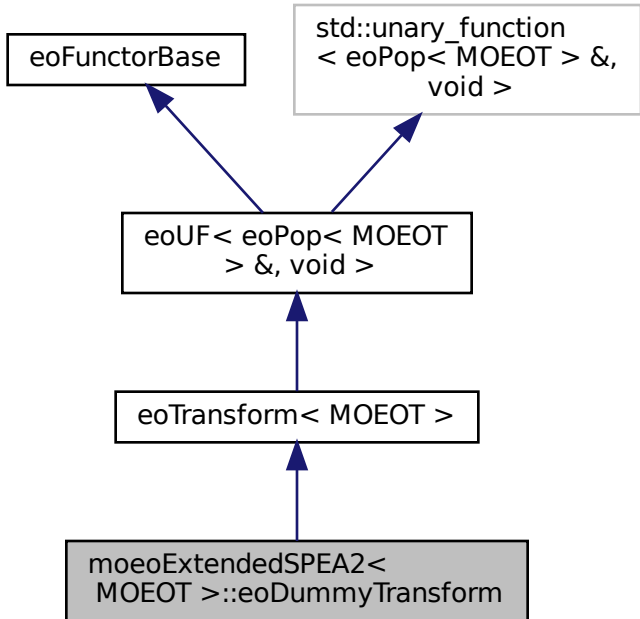 eoFunctorBase
std::unary_function
< eoPop< MOEOT > &,
void >
eoUF< eoPop< MOEOT
> &, void >
eoTransform< MOEOT >
moeoExtendedSPEA2<
MOEOT >::eoDummyTransform